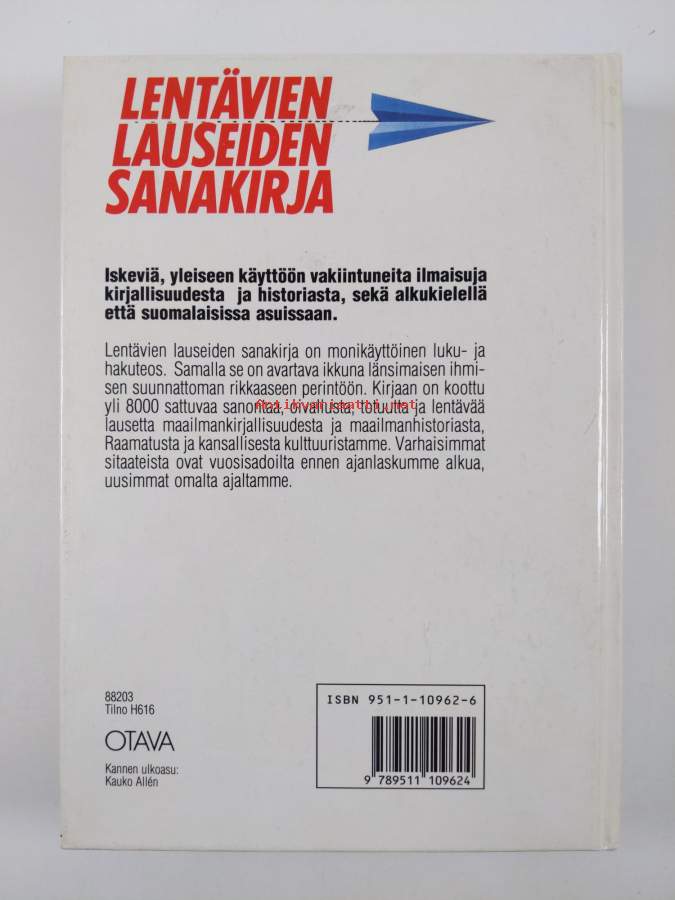 LENTÄVIEN
LAUSEIDEN
SANAKIRJA
Iskeviä, yleiseen käyttöön vakiintuneita ilmaisuja
kirjallisuudesta ja historiasta, sekä alkukielellä
että suomalaisissa asuissaan.
Lentävien lauseiden sanakirja on monikäyttöinen luku- ja
hakuteos. Samalla se on avartava ikkuna länsimaisen ihmi-
sen suunnattoman rikkaaseen perintöön. Kirjaan on koottu
yli 8000 sattuvaa sanontaa, oivallusta, totuutta ja lentävää
lausetta maailmankirjallisuudesta ja maailmanhistoriasta,
Raamatusta ja kansallisesta kulttuuristamme. Varhaisimmat
sitaateista ovat vuosisadoilta ennen ajanlaskumme alkua,
uusimmat omalta ajaltamme.
88203
Tilno H616
OTAVA
Kannen ulkoasu:
Kauko Allén
ISBN 951-1-10962-6
9 789511 109624